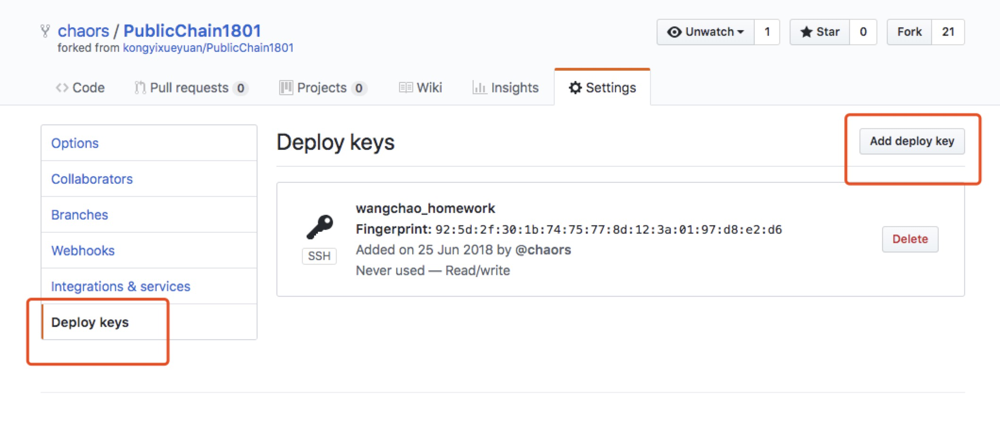 chaors / PublicChain1801
forked from kongyixueyuan/PublicChain1801
Unwatch 1 Star 0 Fork 21
Code Pull requests 0 Projects 0 Wiki Insights Settings
Options
Collaborators
Branches
Webhooks
Integrations & services
Deploy keys
Deploy keys
Add deploy key
SSH
wangchao_homework
Fingerprint: 92:5d:2f:30:1b:74:75:77:8d:12:3a:01:97:d8:e2:d6
Added on 25 Jun 2018 by @chaors
Never used — Read/write
Delete